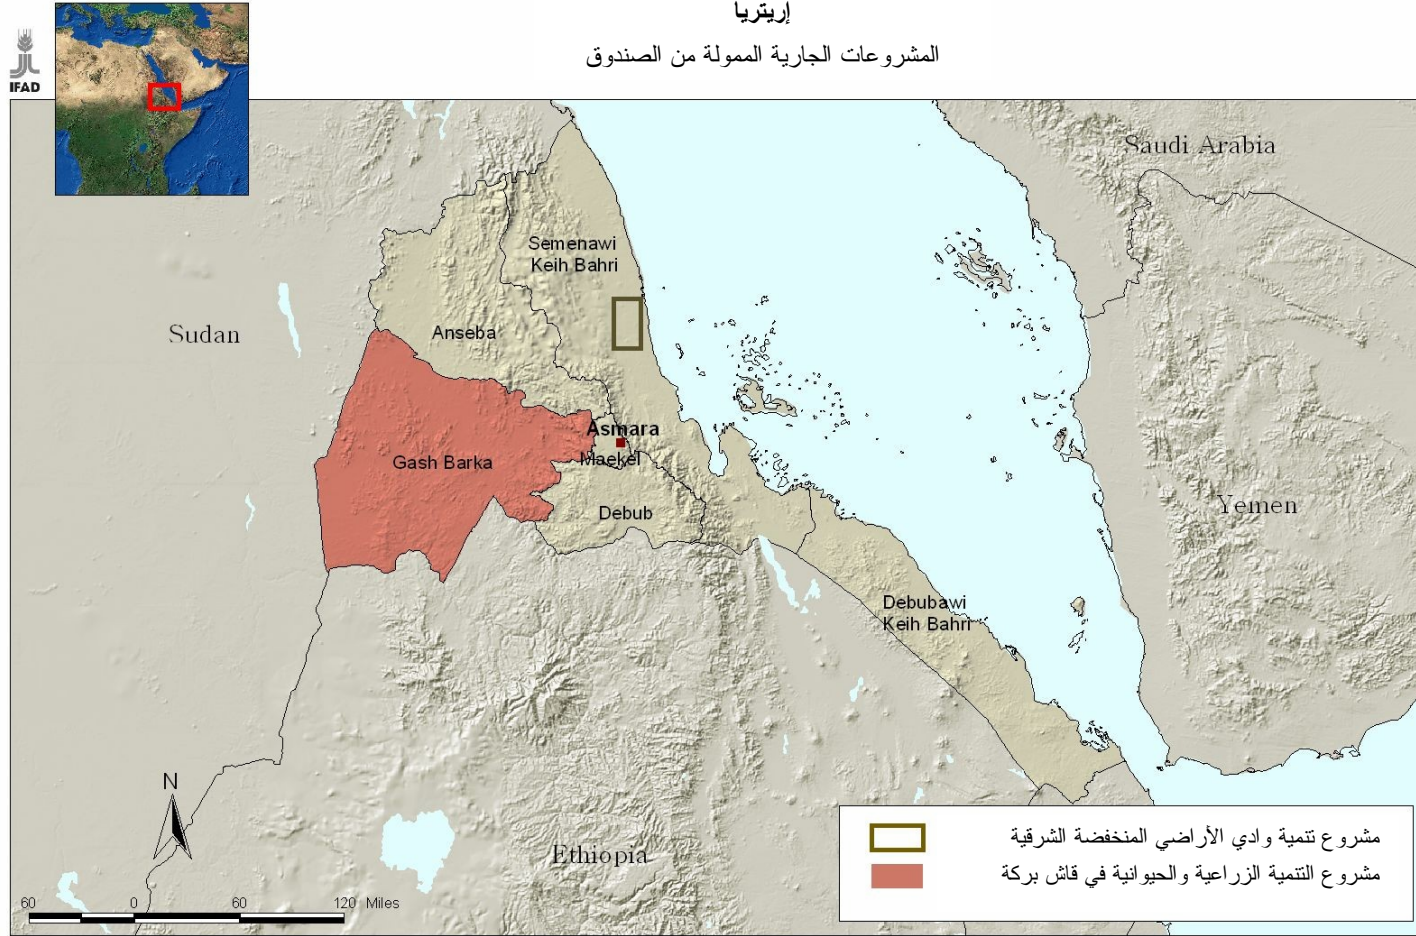 إريتريا
المشروعات الجارية الممولة من الصندوق
IFAD
Saudi Arabia
Semenawi
Keih Bahri
Sudan
Anseba
Asmara
Maekel
Gash Barka
Debub
Yemen
Debubawi
Keih Bahri
N
Ethiopia
مشروع تنمية وادي الأراضي المنخفضة الشرقية
مشروع التنمية الزراعية والحيوانية في قاش بركة
60 0 60 120 Miles